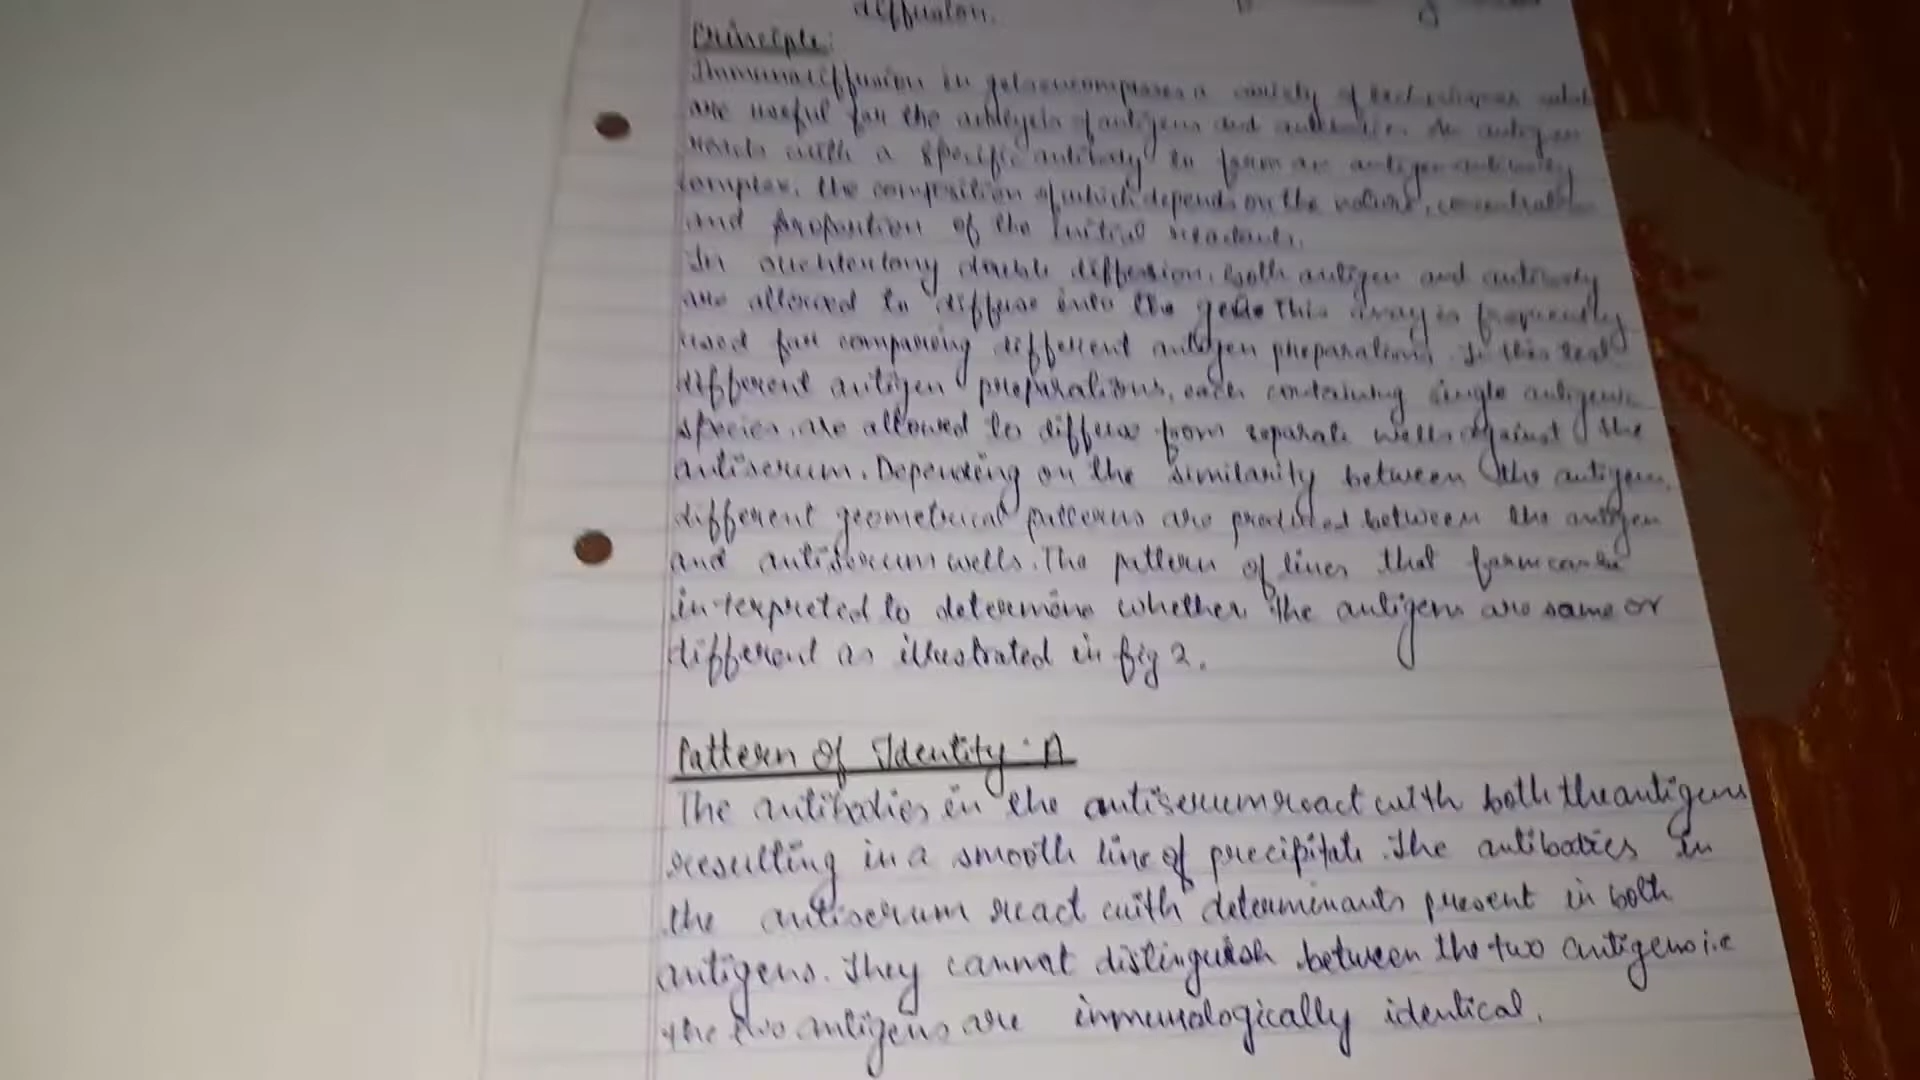 diffusion.
Principle:
Immunodiffusion in gels encompasses a variety of techniques
are useful for the analysis of antigens and antibodies. An antigen
reacts with a specific antibody to form an antigen-antibody
complex, the composition of which depends on the nature, concentration
and proportion of the initial reactants.
In ouchterlony double diffusion, both antigen and antibody
are allowed to diffuse into the gel. This assay is frequently
used for comparing different antigen preparations. In this test
different antigen preparations, each containing single antigenic
species, are allowed to diffuse from separate wells against the
antiserum. Depending on the similarity between the antigens,
different geometrical patterns are produced between the antigen
and antiserum wells. The pattern of lines that form can be
interpreted to determine whether the antigens are same or
different as illustrated in fig 2.
Pattern Of Identity: A
The antibodies in the antiserum react with both the antigens
resulting in a smooth line of precipitate. The antibodies in
the antiserum react with determinants present in both
antigens. They cannot distinguish between the two antigens i.e
the two antigens are immunologically identical.